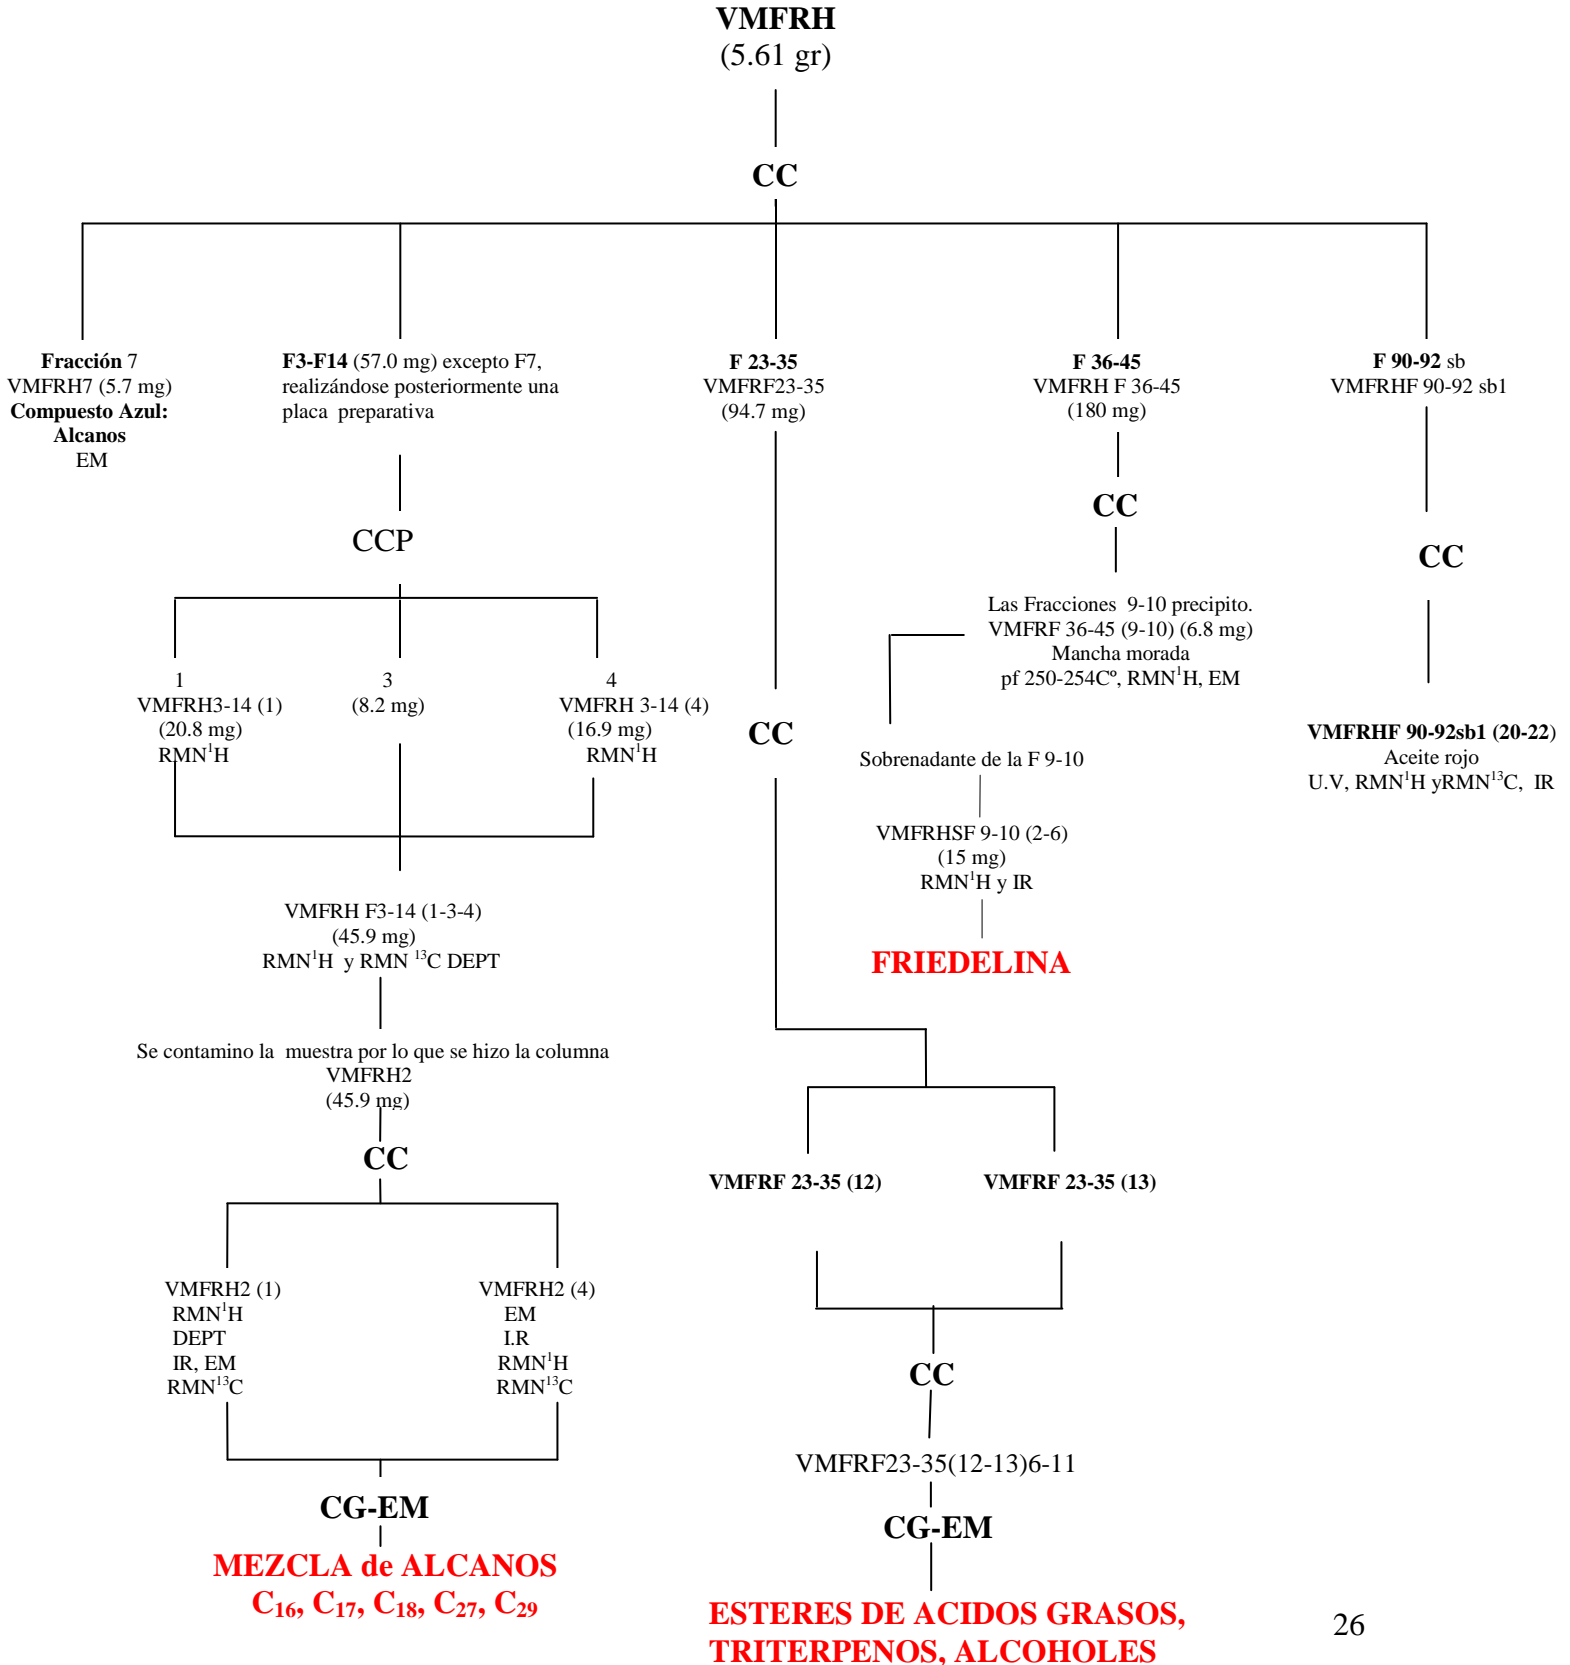 VMFRH
(5.61 gr)
CC
Fracción 7
VMFRH7 (5.7 mg)
Compuesto Azul:
Alcanos
EM
F3-F14 (57.0 mg) excepto F7,
realizándose posteriormente una
placa preparativa
CCP
1
VMFRH3-14 (1)
(20.8 mg)
RMN¹H
3
(8.2 mg)
4
VMFRH 3-14 (4)
(16.9 mg)
RMN¹H
VMFRH F3-14 (1-3-4)
(45.9 mg)
RMN¹H y RMN ¹³C DEPT
Se contamino la muestra por lo que se hizo la columna
VMFRH2
(45.9 mg)
CC
VMFRH2 (1)
RMN¹H
DEPT
IR, EM
RMN¹³C
VMFRH2 (4)
EM
I.R
RMN¹H
RMN¹³C
CG-EM
MEZCLA de ALCANOS
C₁₆, C₁₇, C₁₈, C₂₇, C₂₉
F 23-35
VMFRF23-35
(94.7 mg)
CC
VMFRF 23-35 (12)
VMFRF 23-35 (13)
CC
VMFRF23-35(12-13)6-11
CG-EM
ESTERES DE ACIDOS GRASOS,
TRITERPENOS, ALCOHOLES
F 36-45
VMFRH F 36-45
(180 mg)
CC
Las Fracciones 9-10 precipito.
VMFRF 36-45 (9-10) (6.8 mg)
Mancha morada
pf 250-254Cº, RMN¹H, EM
Sobrenadante de la F 9-10
VMFRHSF 9-10 (2-6)
(15 mg)
RMN¹H y IR
FRIEDELINA
F 90-92 sb
VMFRHF 90-92 sb1
CC
VMFRHF 90-92sb1 (20-22)
Aceite rojo
U.V, RMN¹H yRMN¹³C, IR
26